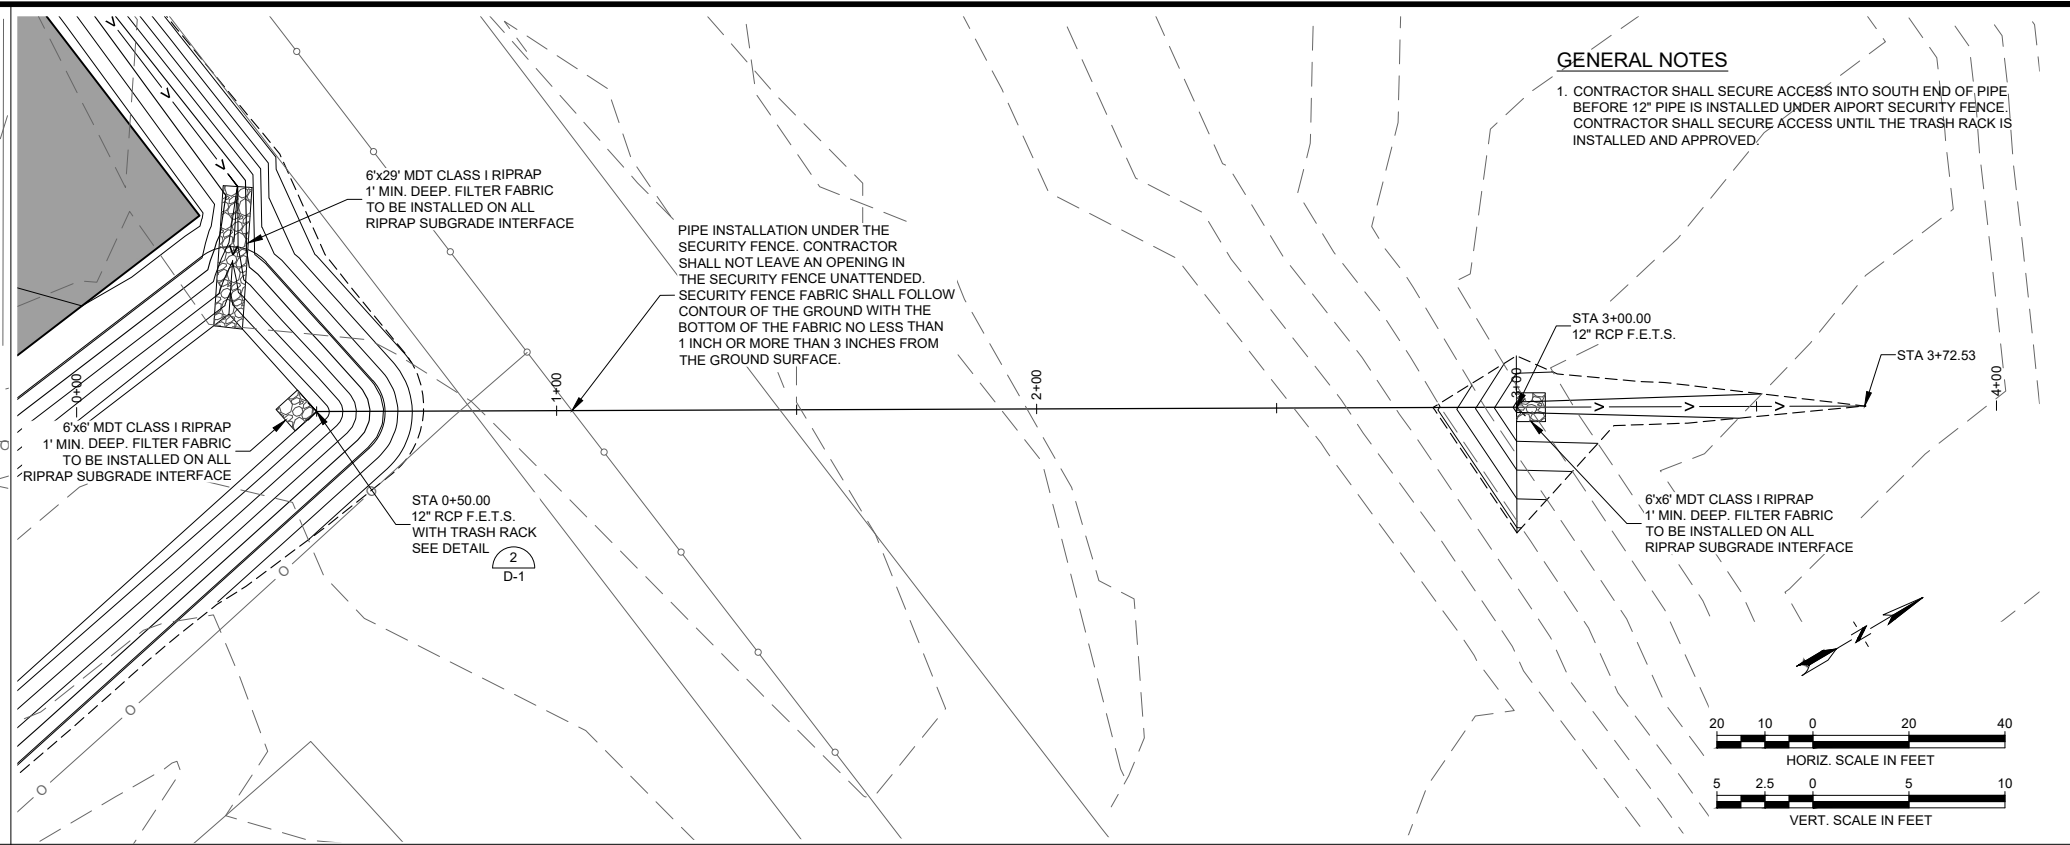 GENERAL NOTES
1. CONTRACTOR SHALL SECURE ACCESS INTO SOUTH END OF PIPE
BEFORE 12" PIPE IS INSTALLED UNDER AIPORT SECURITY FENCE.
CONTRACTOR SHALL SECURE ACCESS UNTIL THE TRASH RACK IS
INSTALLED AND APPROVED.
6'x29' MDT CLASS I RIPRAP
1' MIN. DEEP. FILTER FABRIC
TO BE INSTALLED ON ALL
RIPRAP SUBGRADE INTERFACE
PIPE INSTALLATION UNDER THE
SECURITY FENCE. CONTRACTOR
SHALL NOT LEAVE AN OPENING IN
THE SECURITY FENCE UNATTENDED.
SECURITY FENCE FABRIC SHALL FOLLOW
CONTOUR OF THE GROUND WITH THE
BOTTOM OF THE FABRIC NO LESS THAN
1 INCH OR MORE THAN 3 INCHES FROM
THE GROUND SURFACE.
STA 3+00.00
12" RCP F.E.T.S.
STA 3+72.53
0+00
1+00
2+00
3+00
4+00
6'x6' MDT CLASS I RIPRAP
1' MIN. DEEP. FILTER FABRIC
TO BE INSTALLED ON ALL
RIPRAP SUBGRADE INTERFACE
STA 0+50.00
12" RCP F.E.T.S.
WITH TRASH RACK
SEE DETAIL
2
D-1
6'x6' MDT CLASS I RIPRAP
1' MIN. DEEP. FILTER FABRIC
TO BE INSTALLED ON ALL
RIPRAP SUBGRADE INTERFACE
N
20 10 0 20 40
HORIZ. SCALE IN FEET
5 2.5 0 5 10
VERT. SCALE IN FEET